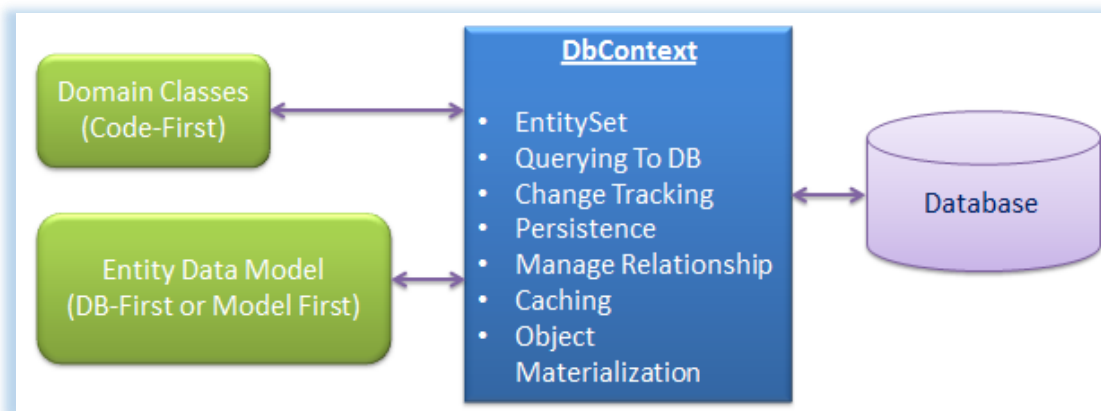 Domain Classes
(Code-First)
Entity Data Model
(DB-First or Model First)
DbContext
• EntitySet
• Querying To DB
• Change Tracking
• Persistence
• Manage Relationship
• Caching
• Object
Materialization
Database